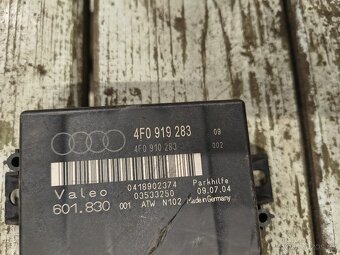 4F0 919 283
09
4F0 910 283
002
Valeo
0418902374
Parkhilfe
03533250
09.07.04
601.830
001 ATW N102
Made in Germany